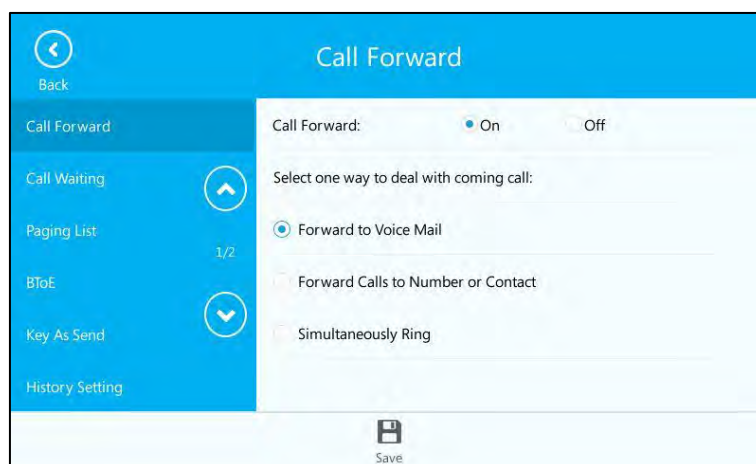 Call Forward
Back
Call Forward
Call Waiting
Paging List
1/2
BToE
Key As Send
History Setting
Call Forward: On Off
Select one way to deal with coming call:
Forward to Voice Mail
Forward Calls to Number or Contact
Simultaneously Ring
Save